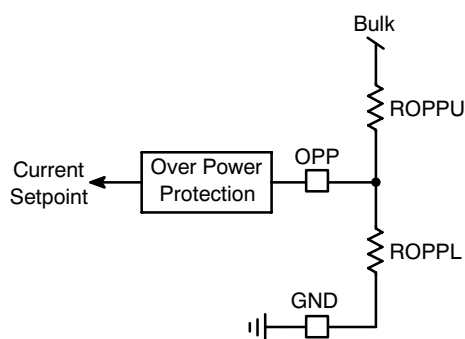 Bulk
ROPPU
OPP
Over Power
Protection
Current
Setpoint
ROPPL
GND